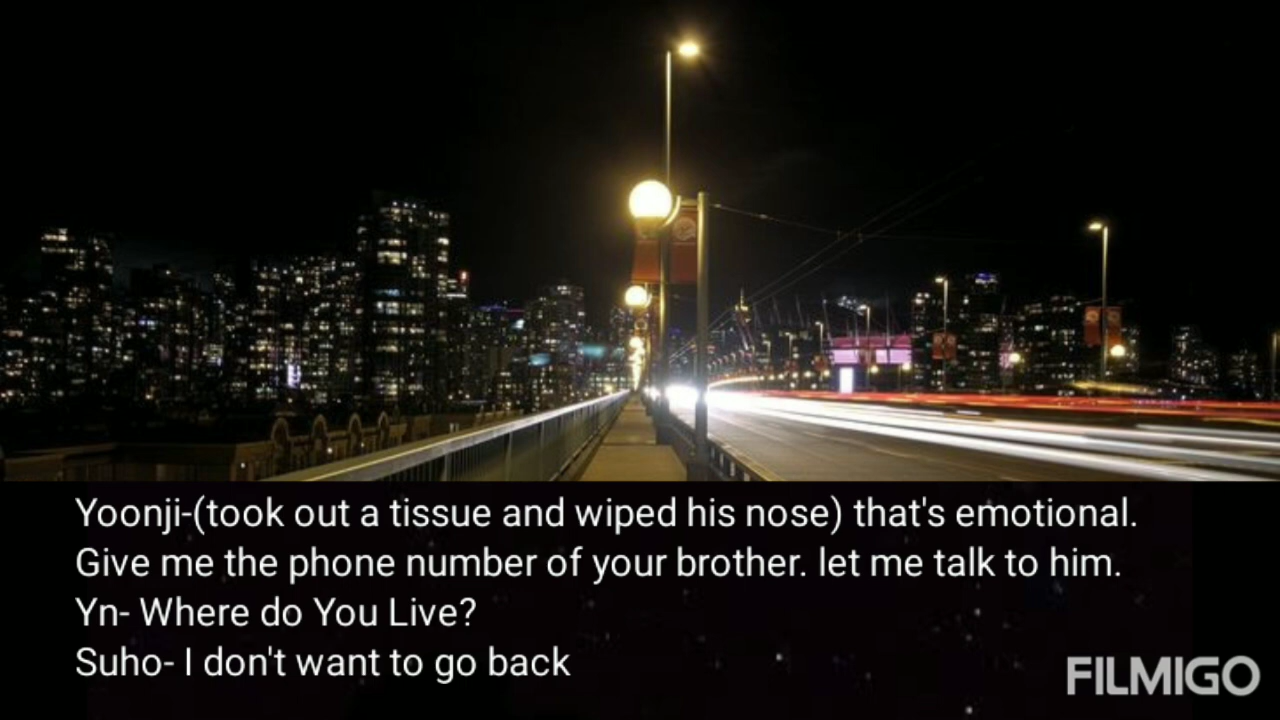 Yoonji-(took out a tissue and wiped his nose) that's emotional.
Give me the phone number of your brother. let me talk to him.
Yn- Where do You Live?
Suho- I don't want to go back
FILMIGO